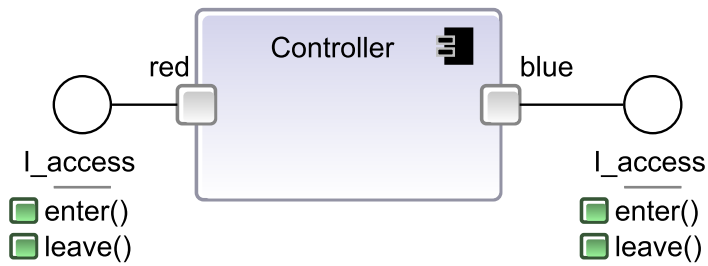 Controller
red
blue
I_access
enter()
leave()
I_access
enter()
leave()